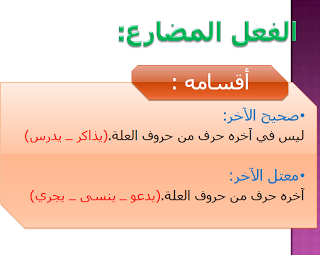 الفعل المضارع:
أقسامه :
•صحيح الآخر:
ليس في آخره حرف من حروف العلة.(يذاكر – يدرس)
•معتل الآخر:
آخره حرف من حروف العلة.(يدعو – ينسى – يجري)